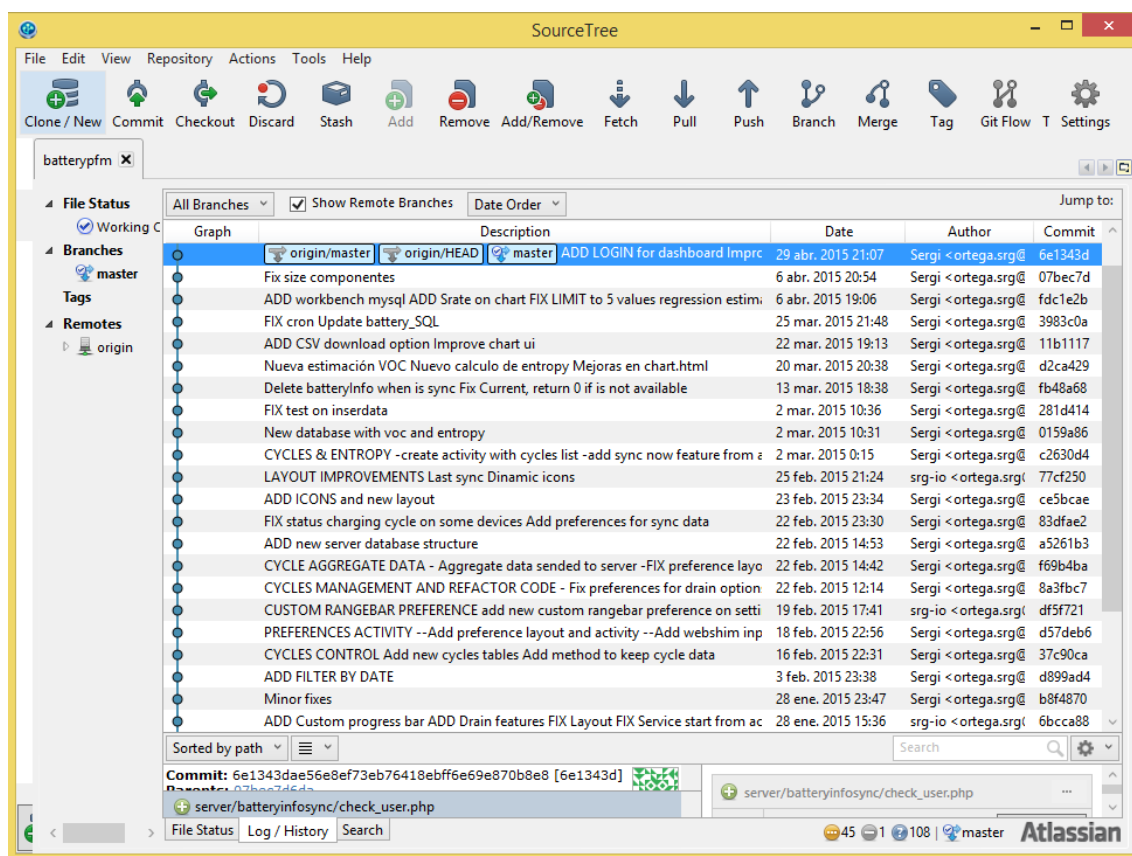 SourceTree
File Edit View Repository Actions Tools Help
Clone / New Commit Checkout Discard Stash Add Remove Add/Remove Fetch Pull Push Branch Merge Tag Git Flow T Settings
batterypfm
File Status
Working C
Branches
master
Tags
Remotes
origin
All Branches Show Remote Branches Date Order Jump to:
Graph Description Date Author Commit
origin/master origin/HEAD master ADD LOGIN for dashboard Improc 29 abr. 2015 21:07 Sergi <ortega.srg@ 6e1343d
Fix size componentes 6 abr. 2015 20:54 Sergi <ortega.srg@ 07bec7d
ADD workbench mysql ADD Srate on chart FIX LIMIT to 5 values regression estima 6 abr. 2015 19:06 Sergi <ortega.srg@ fdc1e2b
FIX cron Update battery_SQL 25 mar. 2015 21:48 Sergi <ortega.srg@ 3983c0a
ADD CSV download option Improve chart ui 22 mar. 2015 19:13 Sergi <ortega.srg@ 11b1117
Nueva estimación VOC Nuevo calculo de entropy Mejoras en chart.html 20 mar. 2015 20:38 Sergi <ortega.srg@ d2ca429
Delete batteryInfo when is sync Fix Current, return 0 if is not available 13 mar. 2015 18:38 Sergi <ortega.srg@ fb48a68
FIX test on inserdata 2 mar. 2015 10:36 Sergi <ortega.srg@ 281d414
New database with voc and entropy 2 mar. 2015 10:31 Sergi <ortega.srg@ 0159a86
CYCLES & ENTROPY -create activity with cycles list -add sync now feature from a 2 mar. 2015 0:15 Sergi <ortega.srg@ c2630d4
LAYOUT IMPROVEMENTS Last sync Dinamic icons 25 feb. 2015 21:24 srg-io <ortega.srg( 77cf250
ADD ICONS and new layout 23 feb. 2015 23:34 Sergi <ortega.srg@ ce5bcae
FIX status charging cycle on some devices Add preferences for sync data 22 feb. 2015 23:30 Sergi <ortega.srg@ 83dfae2
ADD new server database structure 22 feb. 2015 14:53 Sergi <ortega.srg@ a5261b3
CYCLE AGGREGATE DATA - Aggregate data sended to server -FIX preference layo 22 feb. 2015 14:42 Sergi <ortega.srg@ f69b4ba
CYCLES MANAGEMENT AND REFACTOR CODE - Fix preferences for drain option 22 feb. 2015 12:14 Sergi <ortega.srg@ 8a3fbc7
CUSTOM RANGEBAR PREFERENCE add new custom rangebar preference on setti 19 feb. 2015 17:41 srg-io <ortega.srg( df5f721
PREFERENCES ACTIVITY --Add preference layout and activity --Add webshim inp 18 feb. 2015 22:56 Sergi <ortega.srg@ d57deb6
CYCLES CONTROL Add new cycles tables Add method to keep cycle data 16 feb. 2015 22:31 Sergi <ortega.srg@ 37c90ca
ADD FILTER BY DATE 3 feb. 2015 23:38 Sergi <ortega.srg@ d899ad4
Minor fixes 28 ene. 2015 23:47 Sergi <ortega.srg@ b8f4870
ADD Custom progress bar ADD Drain features FIX Layout FIX Service start from ac 28 ene. 2015 15:36 srg-io <ortega.srg( 6bcca88
Sorted by path Search
Commit: 6e1343dae56e8ef73eb76418ebff6e69e870b8e8 [6e1343d]
Parents: 07bec7d6da
server/batteryinfosync/check_user.php
server/batteryinfosync/check_user.php ...
File Status Log / History Search 45 1 108 | master Atlassian